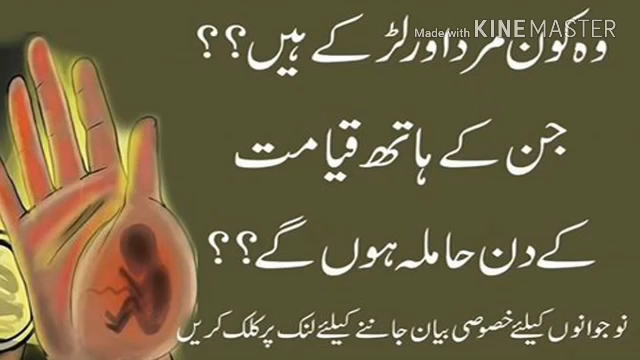 Made with KINEMASTER
وہ کون مرد اور لڑکے ہیں؟؟
جن کے ہاتھ قیامت
کے دن حاملہ ہوں گے؟؟
نوجوانوں کیلئے خصوصی بیان جاننے کیلئے لنک پر کلک کریں